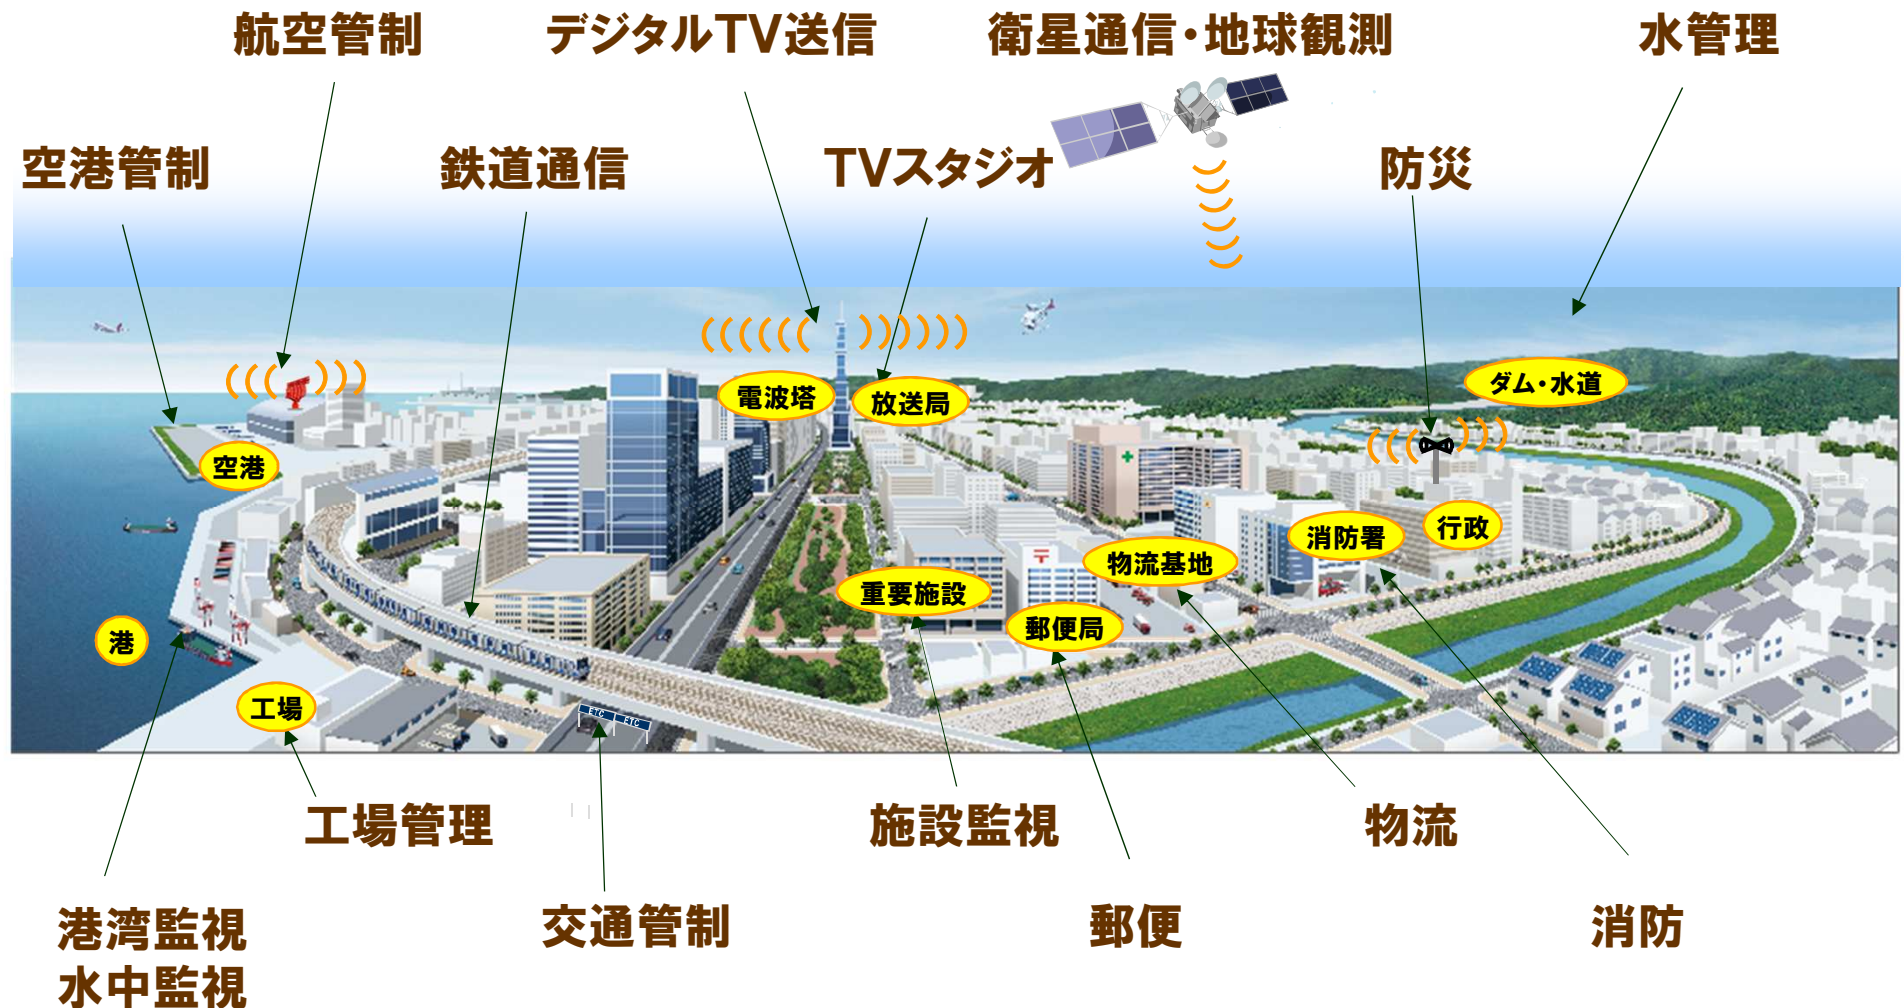 航空管制
デジタルTV送信
衛星通信・地球観測
水管理
空港管制
鉄道通信
TVスタジオ
防災
電波塔
放送局
ダム・水道
空港
消防署
行政
物流基地
重要施設
郵便局
〒
港
工場
ETC ETC
工場管理
施設監視
物流
港湾監視
水中監視
交通管制
郵便
消防